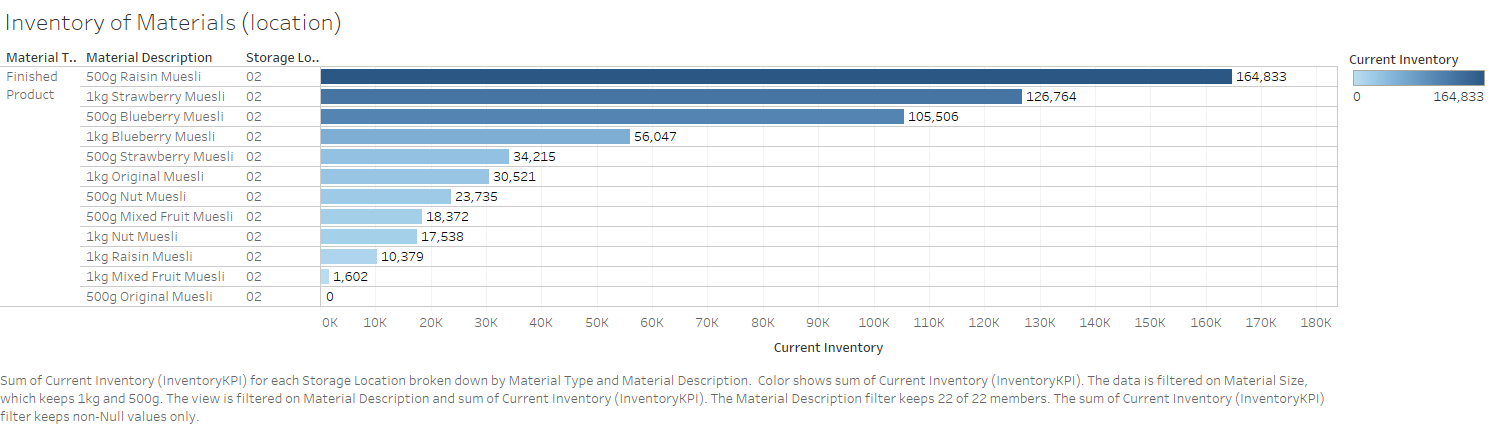 Inventory of Materials (location)
Material T.. Material Description Storage Lo..
Current Inventory
Finished Product
500g Raisin Muesli 02 164,833
1kg Strawberry Muesli 02 126,764
500g Blueberry Muesli 02 105,506
1kg Blueberry Muesli 02 56,047
500g Strawberry Muesli 02 34,215
1kg Original Muesli 02 30,521
500g Nut Muesli 02 23,735
500g Mixed Fruit Muesli 02 18,372
1kg Nut Muesli 02 17,538
1kg Raisin Muesli 02 10,379
1kg Mixed Fruit Muesli 02 1,602
500g Original Muesli 02 0
0 164,833
0K 10K 20K 30K 40K 50K 60K 70K 80K 90K 100K 110K 120K 130K 140K 150K 160K 170K 180K
Current Inventory
Sum of Current Inventory (InventoryKPI) for each Storage Location broken down by Material Type and Material Description.  Color shows sum of Current Inventory (InventoryKPI). The data is filtered on Material Size,
which keeps 1kg and 500g. The view is filtered on Material Description and sum of Current Inventory (InventoryKPI). The Material Description filter keeps 22 of 22 members. The sum of Current Inventory (InventoryKPI)
filter keeps non-Null values only.